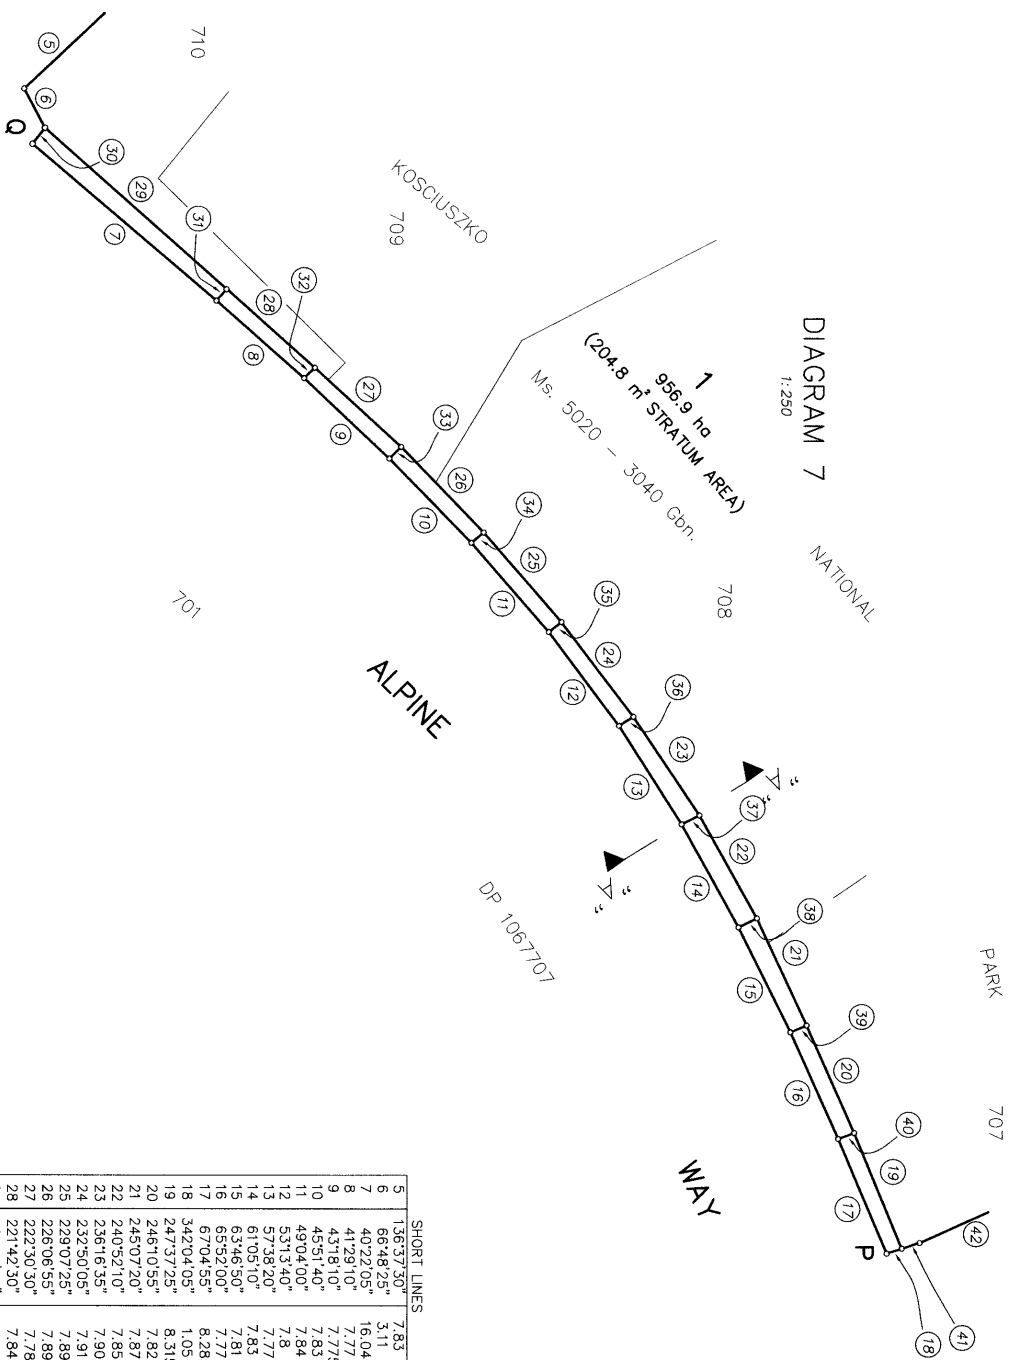 DIAGRAM 7
1:250
1
956.9 ha
(204.8 m² STRATUM AREA)
Ms. 5020 – 3040 Gbn.
KOSCIUSZKO
NATIONAL
PARK
710
709
708
707
701
ALPINE
WAY
DP 1067707
"A"
"A"
P
Q
5
6
7
8
9
10
11
12
13
14
15
16
17
18
19
20
21
22
23
24
25
26
27
28
29
30
31
32
33
34
35
36
37
38
39
40
41
42
SHORT LINES
5 136°37'30" 7.83
6 66°48'25" 3.11
7 40°22'05" 16.04
8 41°29'10" 7.77
9 43°18'10" 7.775
10 45°51'40" 7.83
11 49°04'00" 7.84
12 53°13'40" 7.8
13 57°38'20" 7.77
14 61°05'10" 7.83
15 63°46'50" 7.81
16 65°52'00" 7.77
17 67°04'55" 8.28
18 342°04'05" 1.05
19 247°37'25" 8.315
20 246°10'55" 7.82
21 245°07'20" 7.87
22 240°52'10" 7.85
23 236°16'35" 7.90
24 232°50'05" 7.91
25 229°07'25" 7.89
26 226°06'55" 7.89
27 222°30'30" 7.78
28 221°42'30" 7.84